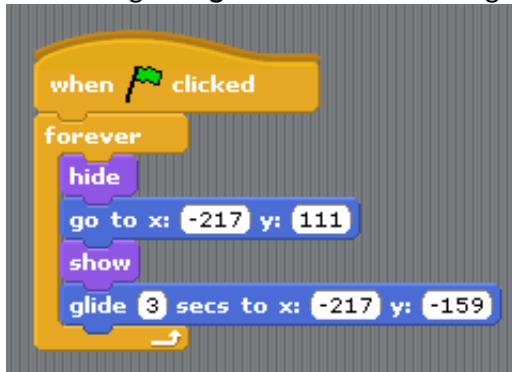 when clicked
forever
hide
go to x: -217 y: 111
show
glide 3 secs to x: -217 y: -159